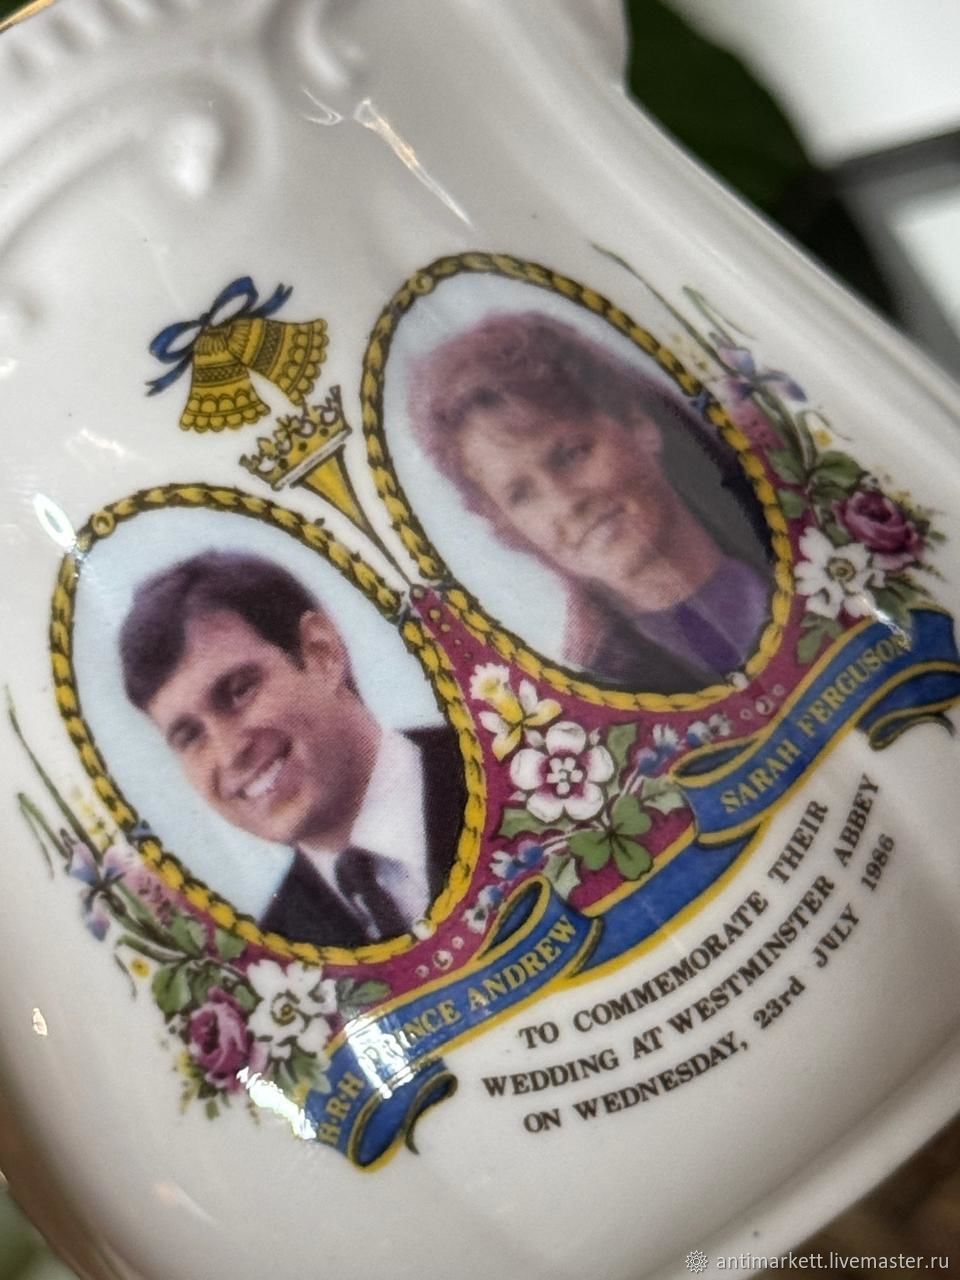 H·R·H PRINCE ANDREW
SARAH FERGUSON
TO COMMEMORATE THEIR
WEDDING AT WESTMINSTER ABBEY
ON WEDNESDAY, 23rd JULY 1986
antimarkett.livemaster.ru